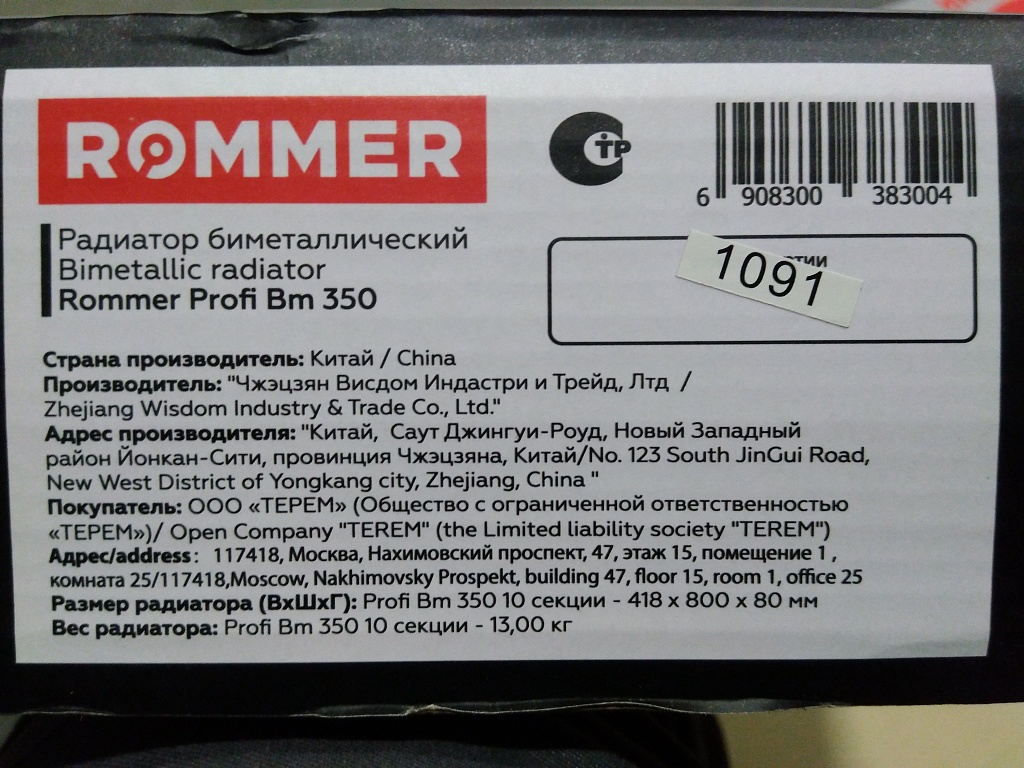 ROMMER
ТР
6 908300 383004
Радиатор биметаллический
Bimetallic radiator
Rommer Profi Bm 350
1091
Страна производитель: Китай / China
Производитель: "Чжэцзян Висдом Индастри и Трейд, Лтд /
Zhejiang Wisdom Industry & Trade Co., Ltd."
Адрес производителя: "Китай, Саут Джингуи-Роуд, Новый Западный
район Йонкан-Сити, провинция Чжэцзяна, Китай/No. 123 South JinGui Road,
New West District of Yongkang city, Zhejiang, China "
Покупатель: ООО «ТЕРЕМ» (Общество с ограниченной ответственностью
«ТЕРЕМ»)/ Open Company "TEREM" (the Limited liability society "TEREM")
Адрес/address: 117418, Москва, Нахимовский проспект, 47, этаж 15, помещение 1 ,
комната 25/117418,Moscow, Nakhimovsky Prospekt, building 47, floor 15, room 1, office 25
Размер радиатора (ВхШхГ): Profi Bm 350 10 секции - 418 x 800 x 80 мм
Вес радиатора: Profi Bm 350 10 секции - 13,00 кг